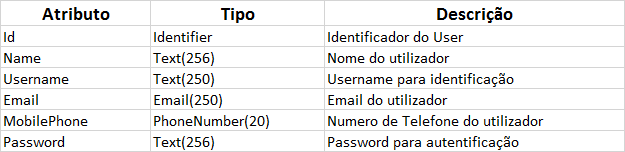 Atributo Tipo Descrição
Id Identifier Identificador do User
Name Text(256) Nome do utilizador
Username Text(250) Username para identificação
Email Email(250) Email do utilizador
MobilePhone PhoneNumber(20) Numero de Telefone do utilizador
Password Text(256) Password para autentificação